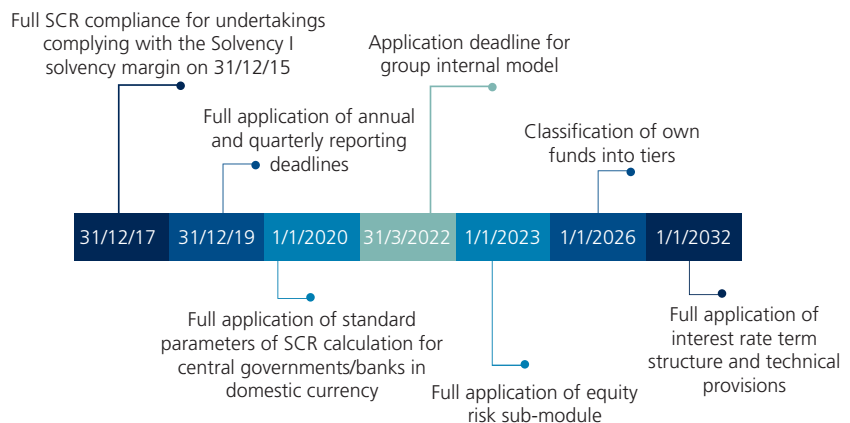 Full SCR compliance for undertakings
complying with the Solvency I
solvency margin on 31/12/15
Application deadline for
group internal model
Full application of annual
and quarterly reporting
deadlines
Classification of own
funds into tiers
31/12/17
31/12/19
1/1/2020
31/3/2022
1/1/2023
1/1/2026
1/1/2032
Full application of standard
parameters of SCR calculation for
central governments/banks in
domestic currency
Full application of equity
risk sub-module
Full application of
interest rate term
structure and technical
provisions